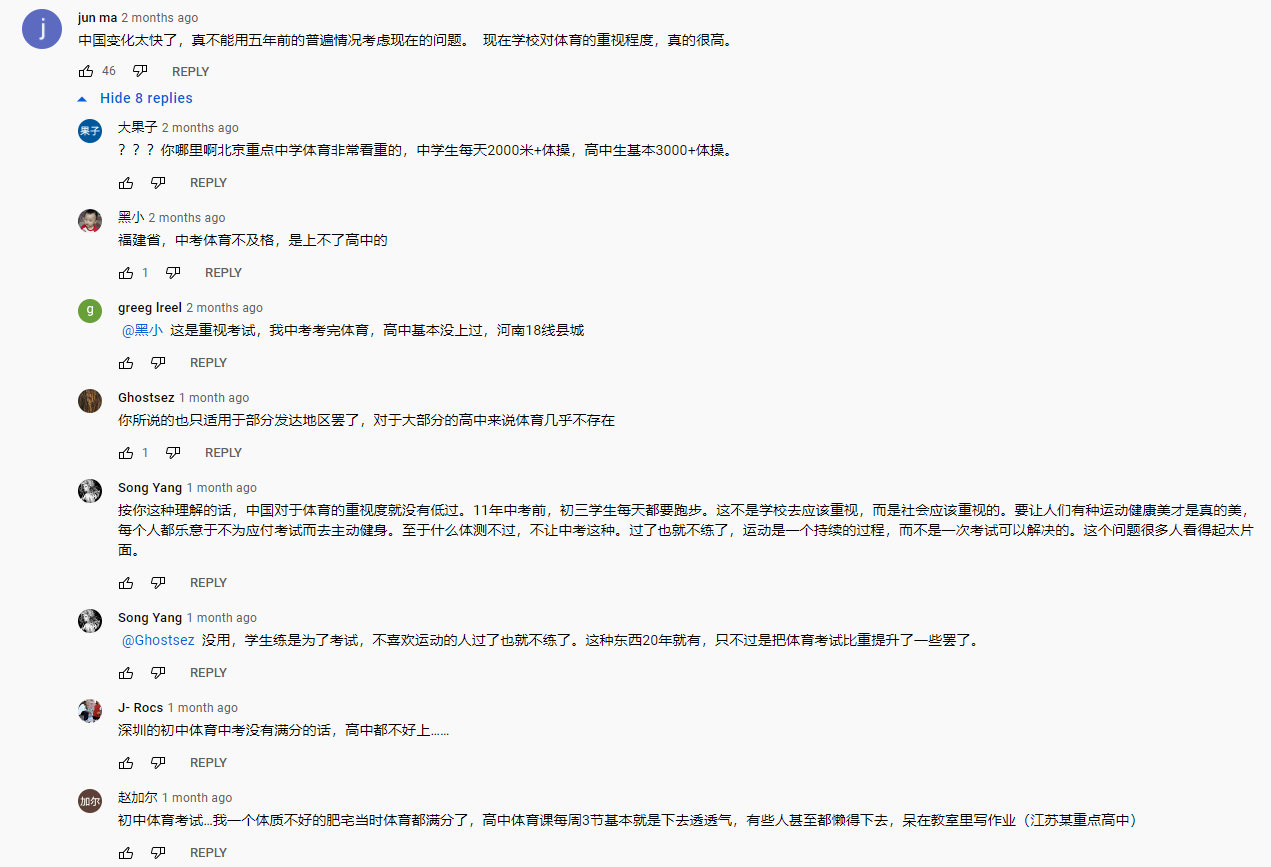 j
jun ma 2 months ago
中国变化太快了，真不能用五年前的普遍情况考虑现在的问题。 现在学校对体育的重视程度，真的很高。
46 REPLY
Hide 8 replies
果子
大果子 2 months ago
？？？你哪里啊北京重点中学体育非常看重的，中学生每天2000米+体操，高中生基本3000+体操。
REPLY
黑小 2 months ago
福建省，中考体育不及格，是上不了高中的
1 REPLY
g
greeg lreel 2 months ago
@黑小 这是重视考试，我中考考完体育，高中基本没上过，河南18线县城
REPLY
Ghostsez 1 month ago
你所说的也只适用于部分发达地区罢了，对于大部分的高中来说体育几乎不存在
1 REPLY
Song Yang 1 month ago
按你这种理解的话，中国对于体育的重视度就没有低过。11年中考前，初三学生每天都要跑步。这不是学校去应该重视，而是社会应该重视的。要让人们有种运动健康美才是真的美，
每个人都乐意于不为应付考试而去主动健身。至于什么体测不过，不让中考这种。过了也就不练了，运动是一个持续的过程，而不是一次考试可以解决的。这个问题很多人看得起太片
面。
REPLY
Song Yang 1 month ago
@Ghostsez 没用，学生练是为了考试，不喜欢运动的人过了也就不练了。这种东西20年就有，只不过是把体育考试比重提升了一些罢了。
REPLY
J- Rocs 1 month ago
深圳的初中体育中考没有满分的话，高中都不好上......
REPLY
加尔
赵加尔 1 month ago
初中体育考试...我一个体质不好的肥宅当时体育都满分了，高中体育课每周3节基本就是下去透透气，有些人甚至都懒得下去，呆在教室里写作业（江苏某重点高中）
REPLY